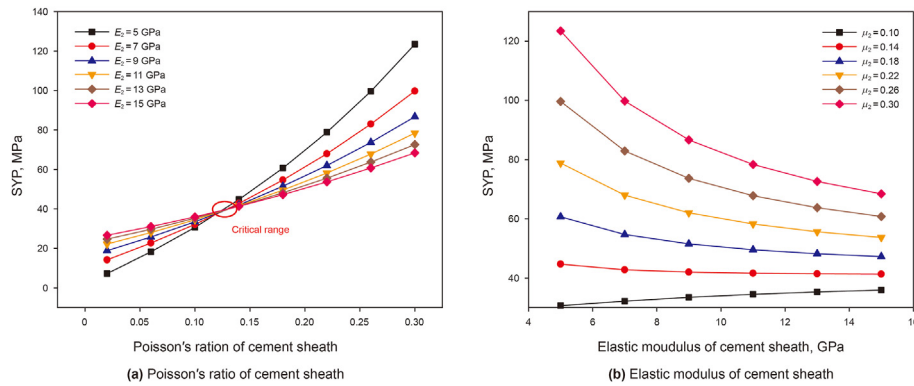 (a)
140
120
100
80
60
40
20
0
SYP, MPa
E₂ = 5 GPa
E₂ = 7 GPa
E₂ = 9 GPa
E₂ = 11 GPa
E₂ = 13 GPa
E₂ = 15 GPa
Critical range
0 0.05 0.10 0.15 0.20 0.25 0.30
Poisson's ration of cement sheath
(a) Poisson's ratio of cement sheath
(b)
120
100
80
60
40
SYP, MPa
μ₂ = 0.10
μ₂ = 0.14
μ₂ = 0.18
μ₂ = 0.22
μ₂ = 0.26
μ₂ = 0.30
4 6 8 10 12 14 16
Elastic moudulus of cement sheath, GPa
(b) Elastic modulus of cement sheath